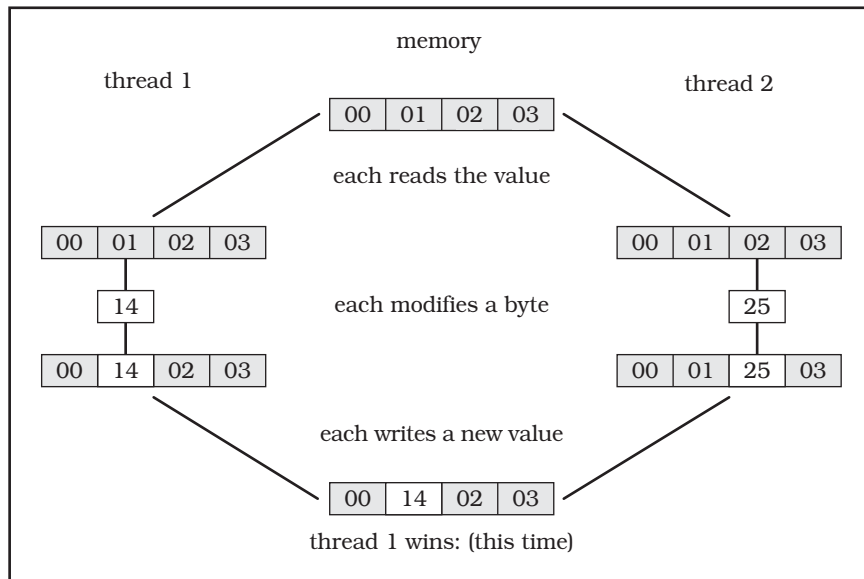 memory
thread 1
thread 2
00 01 02 03
each reads the value
00 01 02 03
00 01 02 03
14
each modifies a byte
25
00 14 02 03
00 01 25 03
each writes a new value
00 14 02 03
thread 1 wins: (this time)